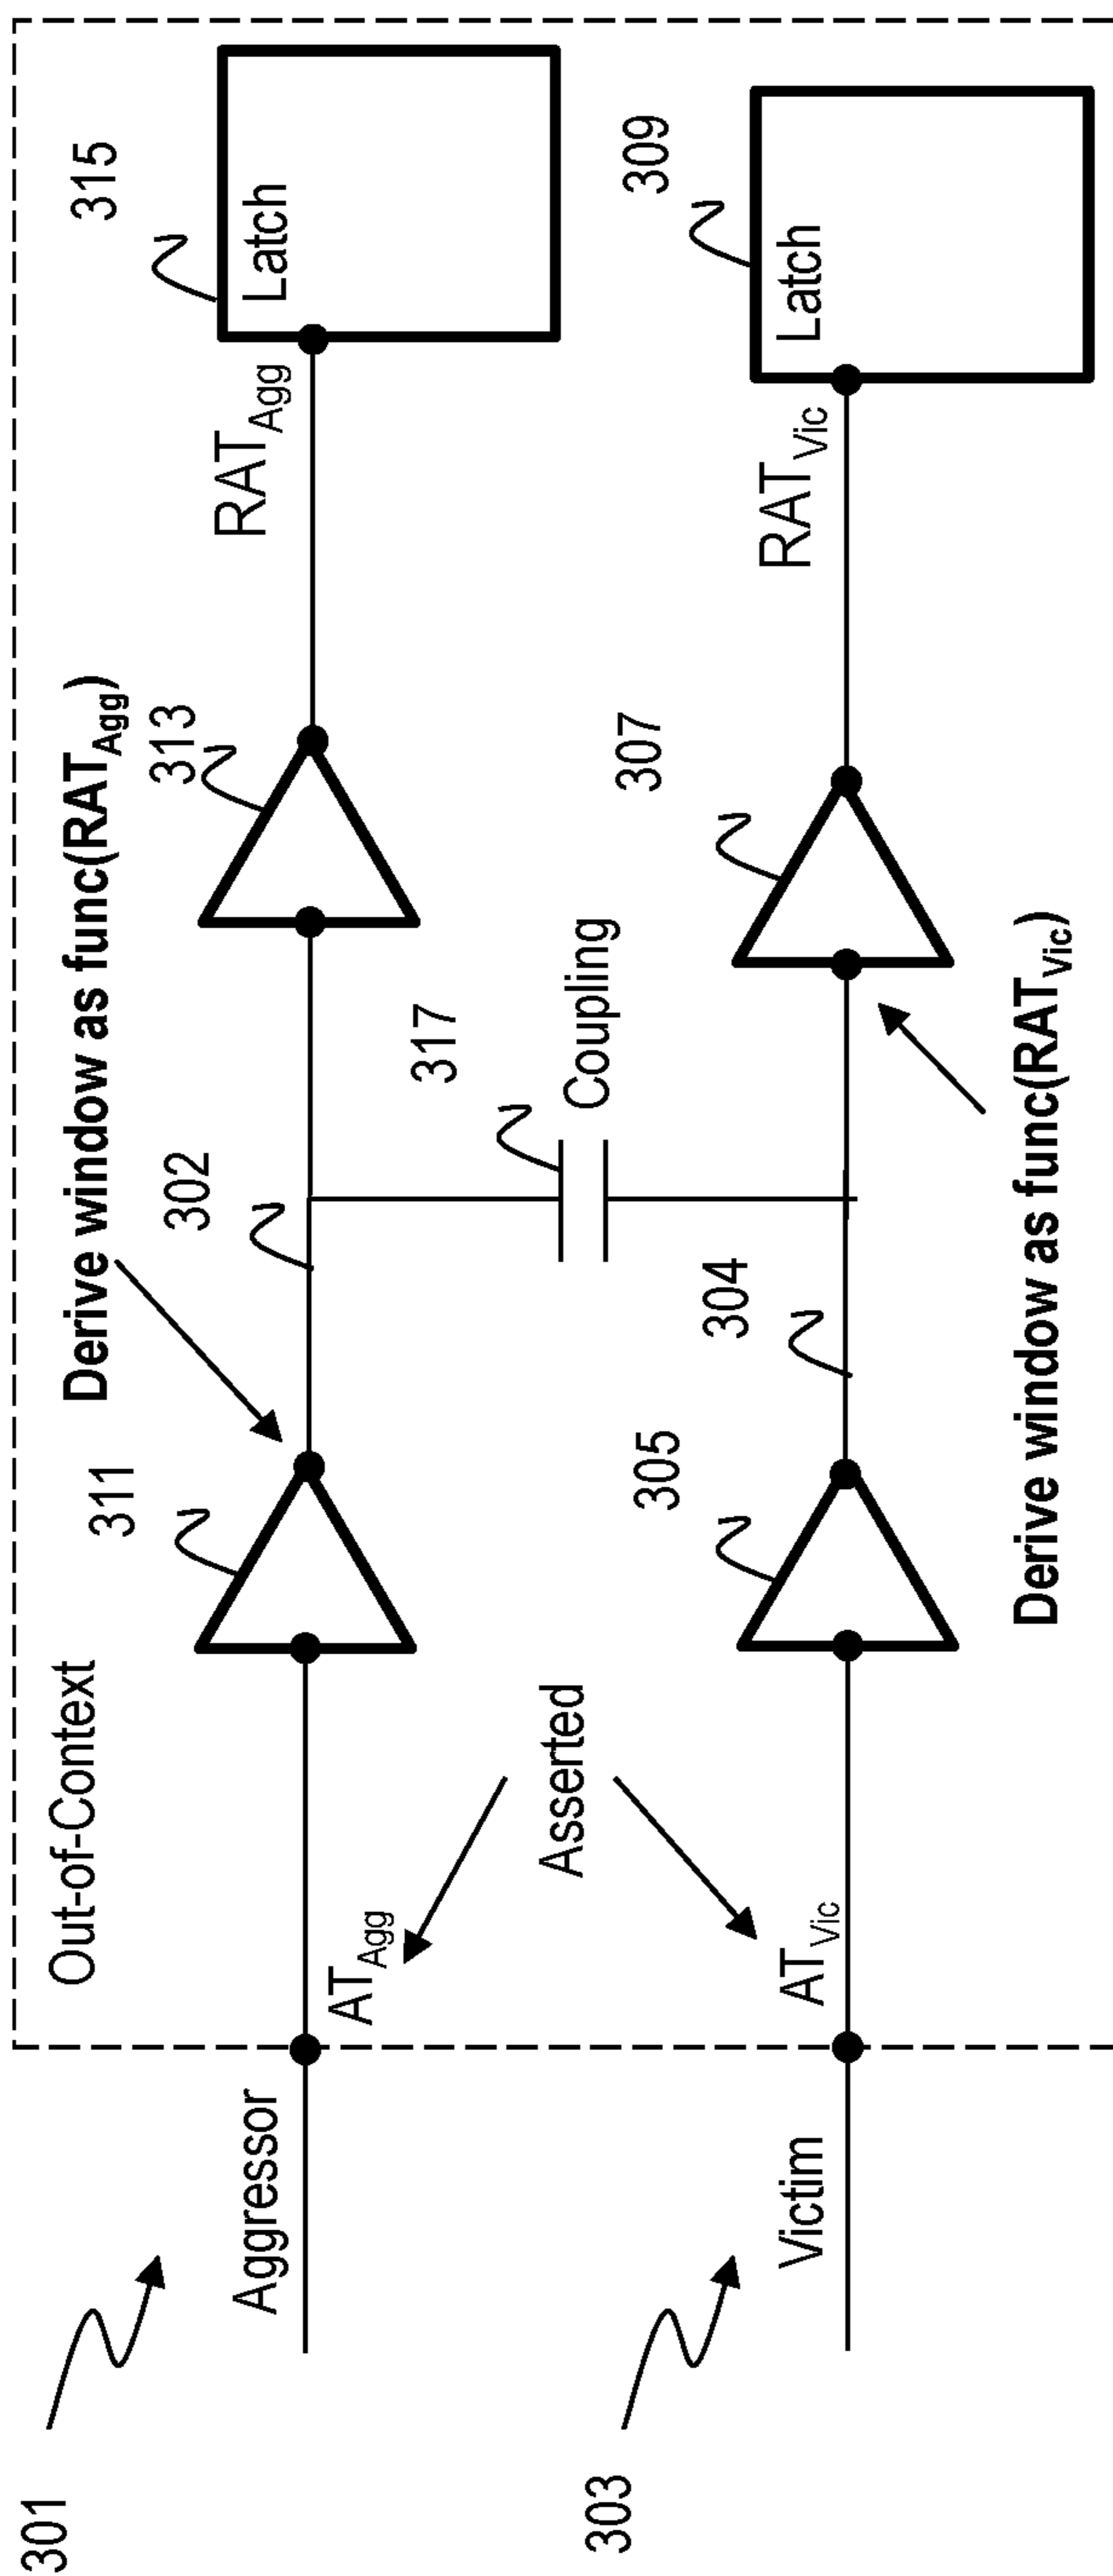 301
Aggressor
AT_Agg
Out-of-Context
311
Derive window as func(RAT_Agg)
302
313
RAT_Agg
315
Latch
Asserted
317
Coupling
303
Victim
AT_Vic
305
304
307
Derive window as func(RAT_Vic)
RAT_Vic
309
Latch